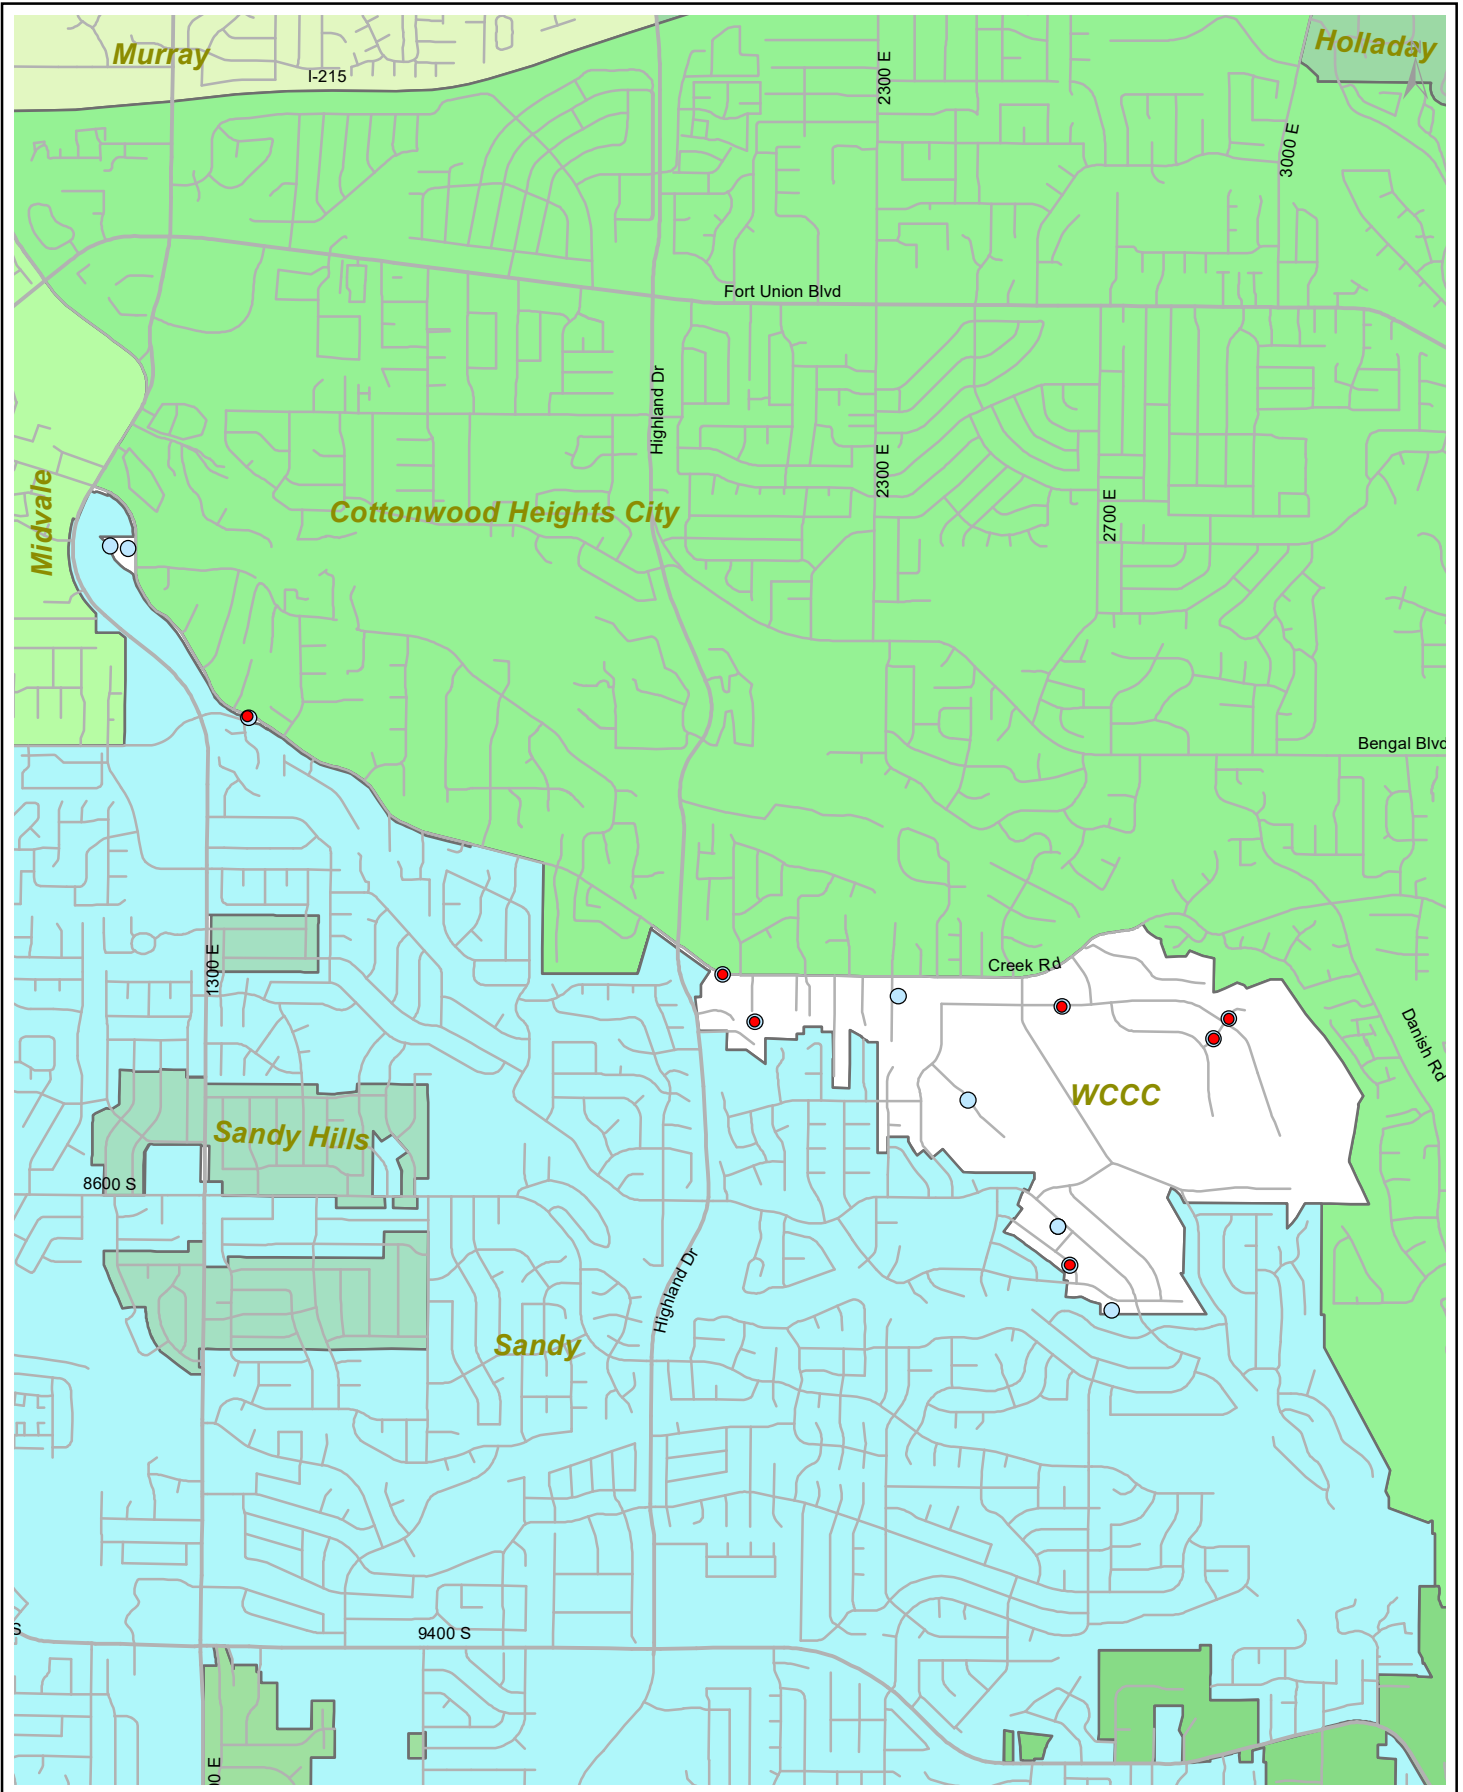 Murray
Holladay
I-215
2300 E
3000 E
Fort Union Blvd
Highland Dr
2300 E
Midvale
Cottonwood Heights City
2700 E
Bengal Blvd
1300 E
Creek Rd
Danish Rd
WCCC
Sandy Hills
8600 S
Highland Dr
Sandy
S
9400 S
00 E